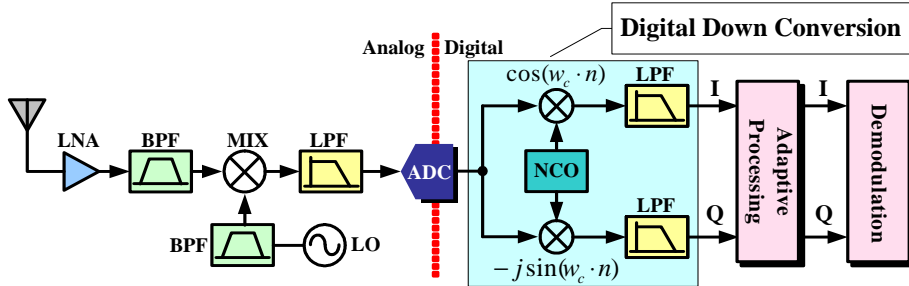 Digital Down Conversion
Analog Digital
cos(w_c · n)
LPF
I
I
LNA
BPF
MIX
LPF
ADC
NCO
Adaptive
Processing
Demodulation
BPF
LO
LPF
Q
Q
− j sin(w_c · n)